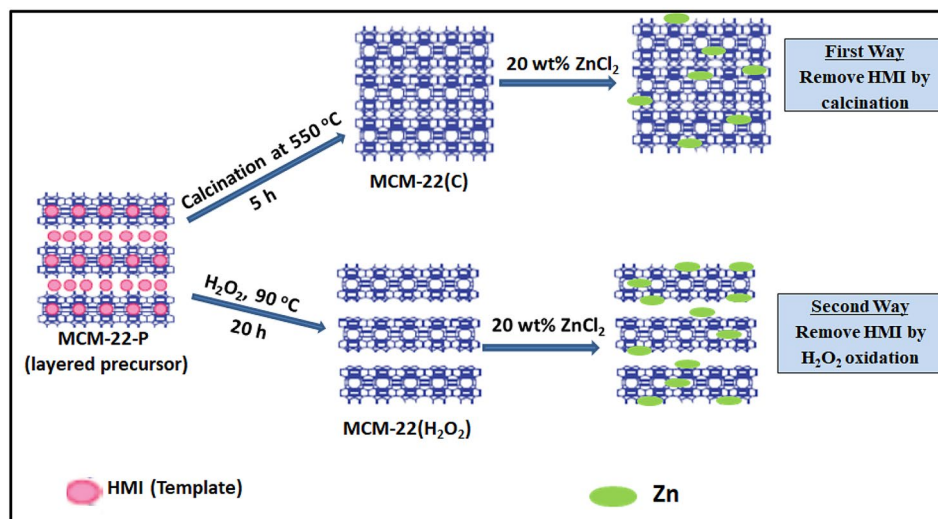 Calcination at 550 °C
5 h
MCM-22(C)
20 wt% ZnCl₂
First Way
Remove HMI by
calcination
MCM-22-P
(layered precursor)
H₂O₂, 90 °C
20 h
MCM-22(H₂O₂)
20 wt% ZnCl₂
Second Way
Remove HMI by
H₂O₂ oxidation
HMI (Template)
Zn